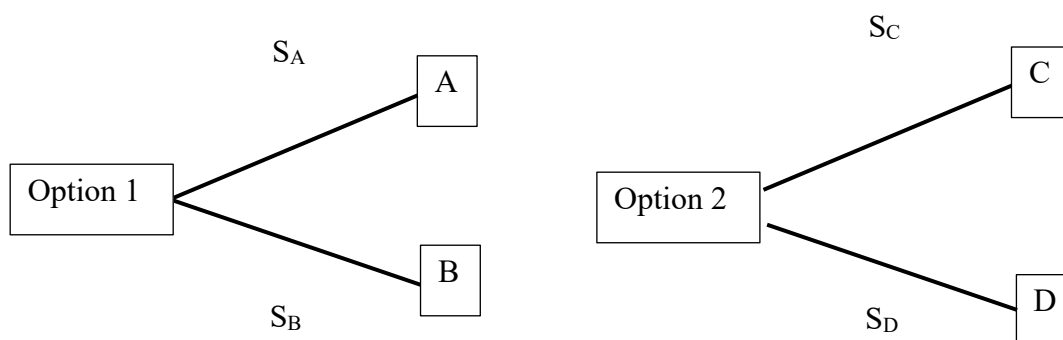 S_A
A
Option 1
B
S_B
S_C
C
Option 2
D
S_D